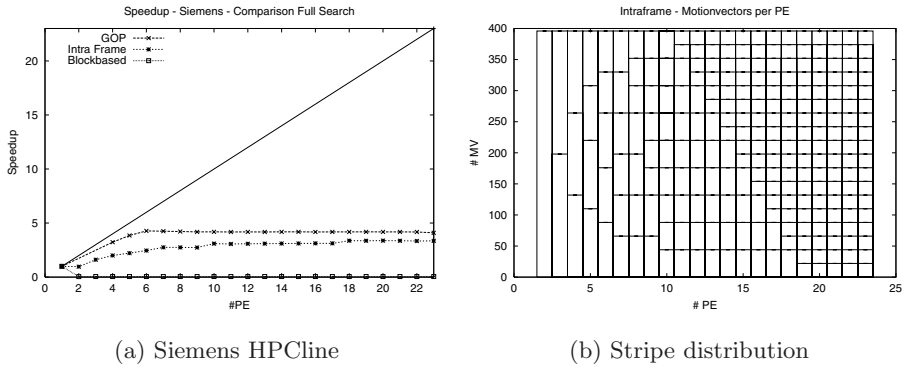 Speedup - Siemens - Comparison Full Search
GOP
Intra Frame
Blockbased
20
15
10
5
0
Speedup
0 2 4 6 8 10 12 14 16 18 20 22
#PE
(a) Siemens HPCline
Intraframe - Motionvectors per PE
400
350
300
250
200
150
100
50
0
# MV
0 5 10 15 20 25
# PE
(b) Stripe distribution